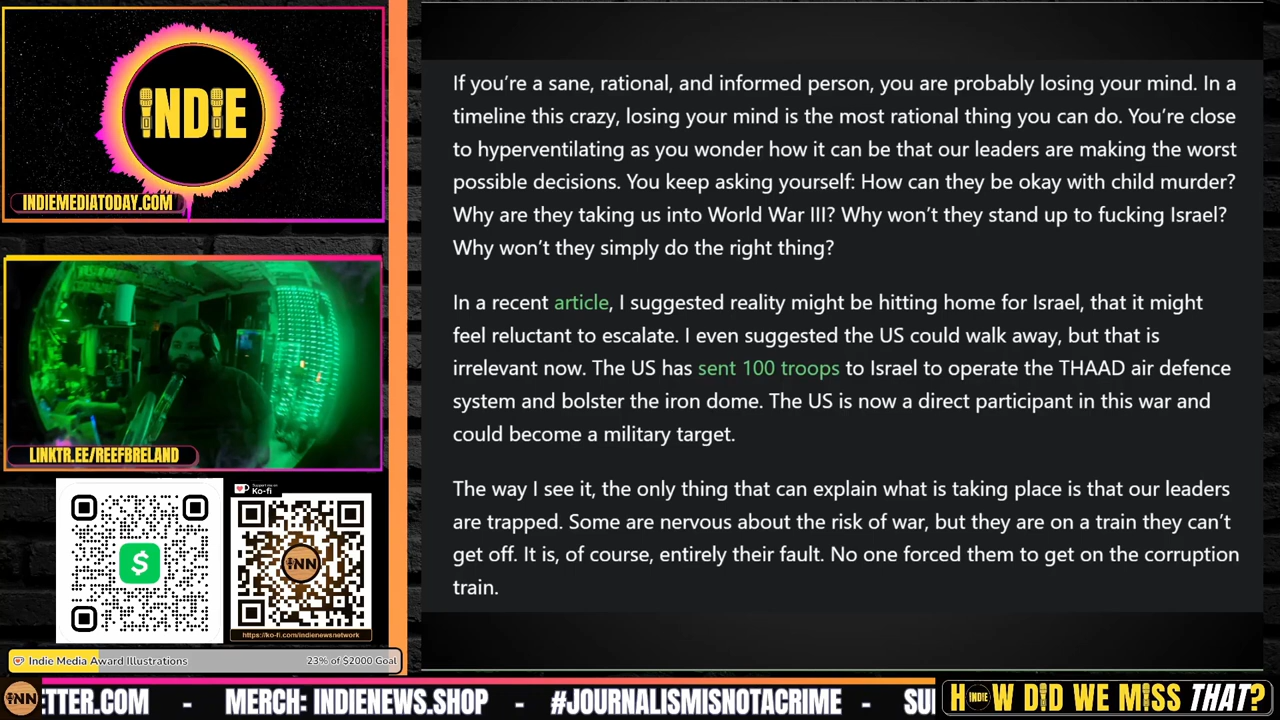 INDIE
INDIEMEDIATODAY.COM
LINKTR.EE/REEFBRELAND
Support me on
Ko-fi
INN
https://ko-fi.com/indienewsnetwork
Indie Media Award Illustrations
23% of $2000 Goal
If you’re a sane, rational, and informed person, you are probably losing your mind. In a
timeline this crazy, losing your mind is the most rational thing you can do. You’re close
to hyperventilating as you wonder how it can be that our leaders are making the worst
possible decisions. You keep asking yourself: How can they be okay with child murder?
Why are they taking us into World War III? Why won’t they stand up to fucking Israel?
Why won’t they simply do the right thing?
In a recent article, I suggested reality might be hitting home for Israel, that it might
feel reluctant to escalate. I even suggested the US could walk away, but that is
irrelevant now. The US has sent 100 troops to Israel to operate the THAAD air defence
system and bolster the iron dome. The US is now a direct participant in this war and
could become a military target.
The way I see it, the only thing that can explain what is taking place is that our leaders
are trapped. Some are nervous about the risk of war, but they are on a train they can’t
get off. It is, of course, entirely their fault. No one forced them to get on the corruption
train.
INN
ETTER.COM - MERCH: INDIENEWS.SHOP - #JOURNALISMISNOTACRIME - SU
HOW DID WE MISS THAT?
INDIE